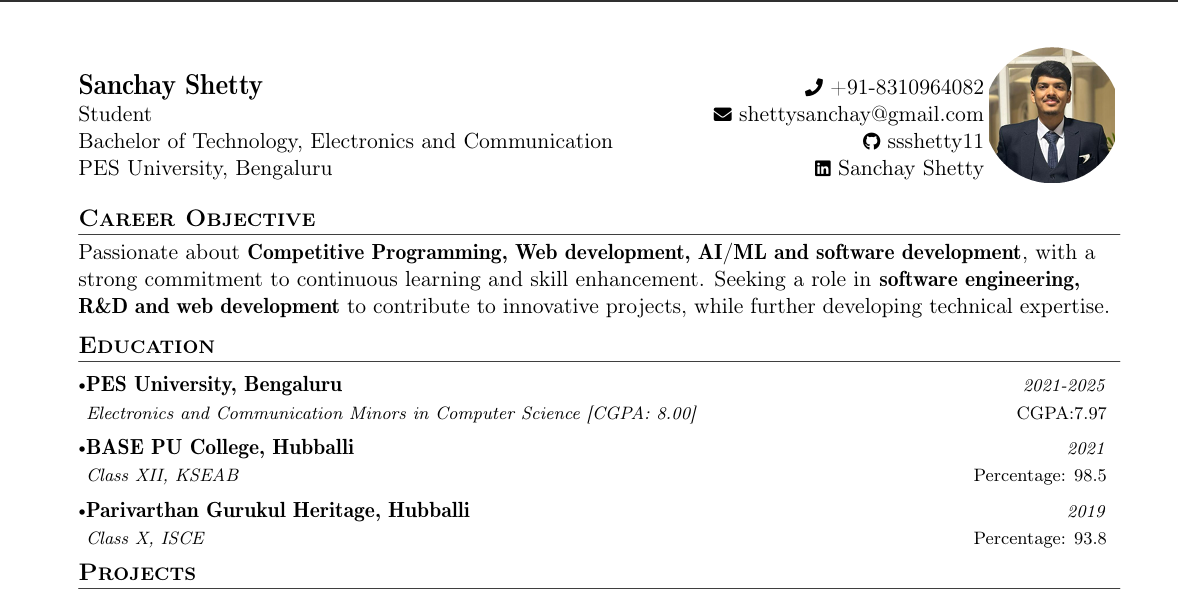 Sanchay Shetty
Student
Bachelor of Technology, Electronics and Communication
PES University, Bengaluru
+91-8310964082
shettysanchay@gmail.com
ssshetty11
Sanchay Shetty
Career Objective
Passionate about Competitive Programming, Web development, AI/ML and software development, with a
strong commitment to continuous learning and skill enhancement. Seeking a role in software engineering,
R&D and web development to contribute to innovative projects, while further developing technical expertise.
Education
•PES University, Bengaluru 2021-2025
Electronics and Communication Minors in Computer Science [CGPA: 8.00] CGPA:7.97
•BASE PU College, Hubballi 2021
Class XII, KSEAB Percentage: 98.5
•Parivarthan Gurukul Heritage, Hubballi 2019
Class X, ISCE Percentage: 93.8
Projects